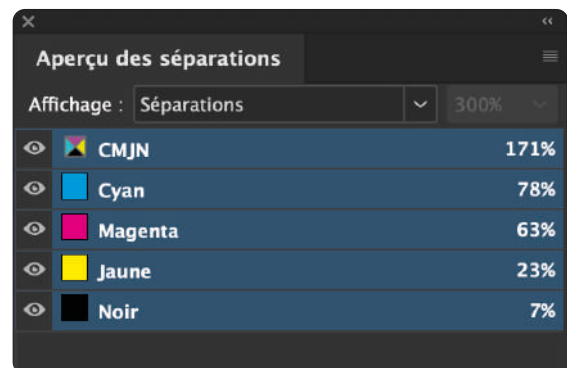 Aperçu des séparations
Affichage : Séparations 300%
CMJN 171%
Cyan 78%
Magenta 63%
Jaune 23%
Noir 7%